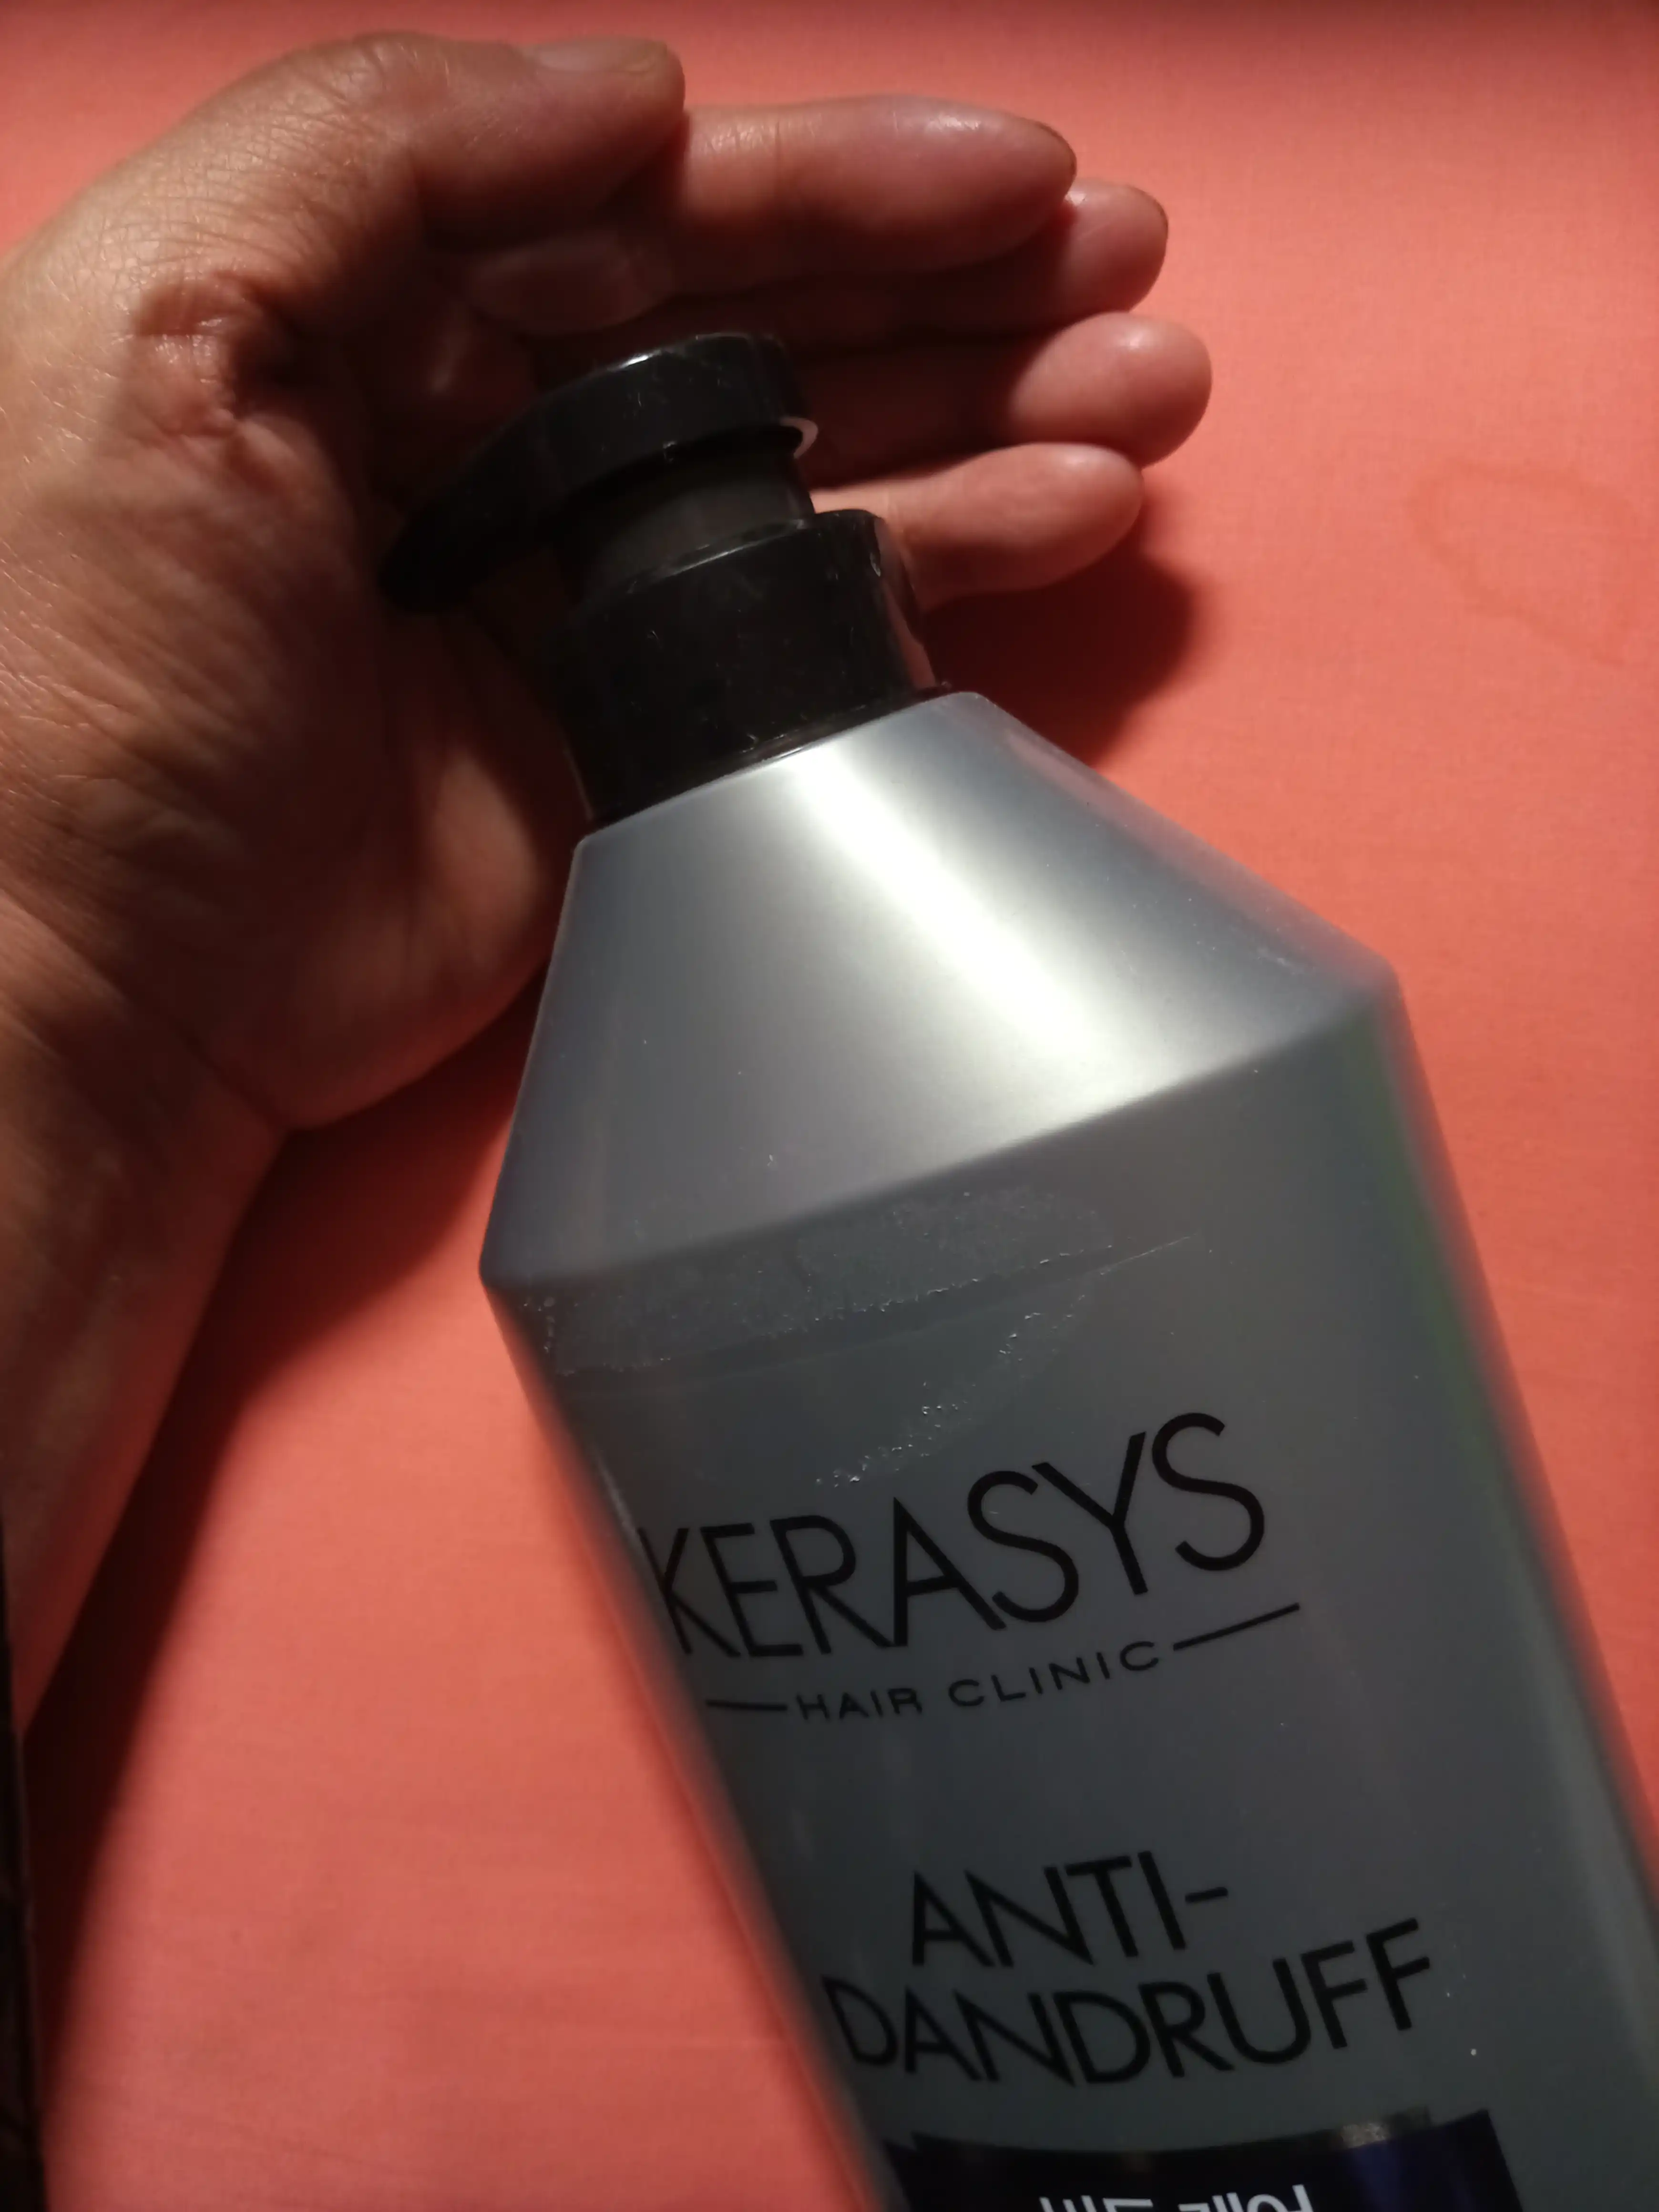 KERASYS
HAIR CLINIC
ANTI-
DANDRUFF